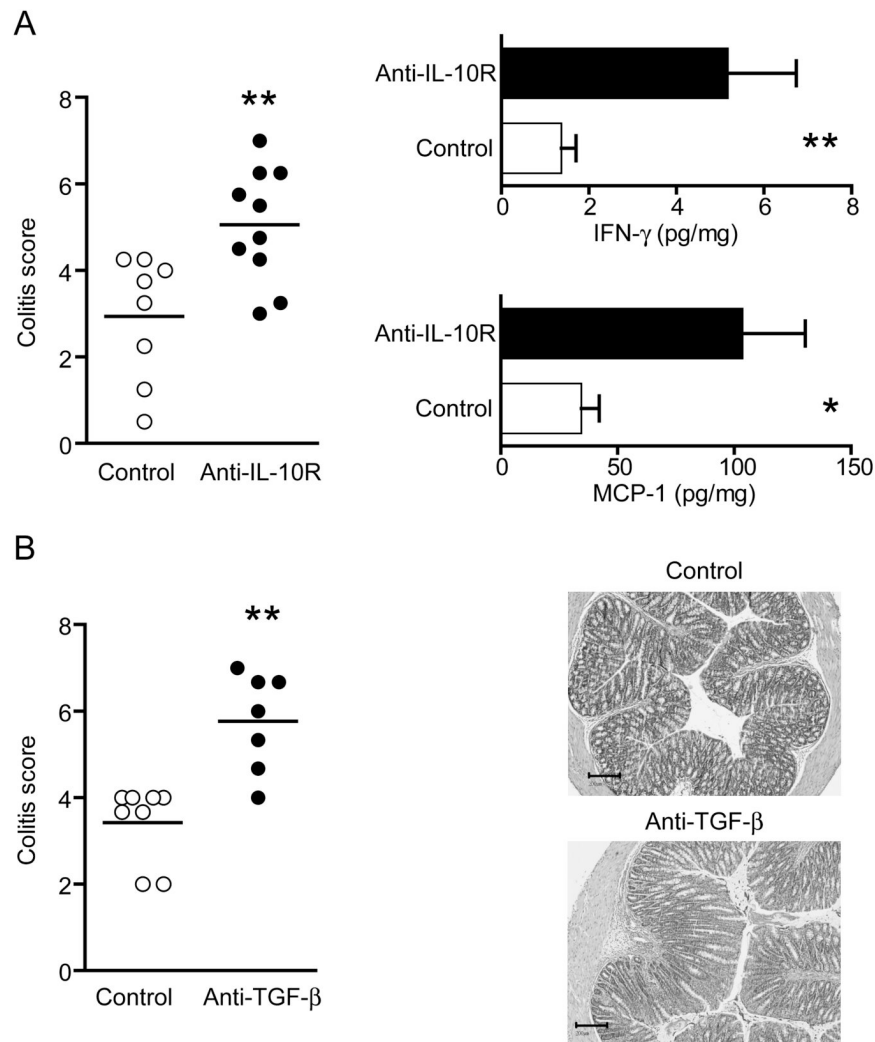 A
**
8
6
4
2
0
Colitis score
Control Anti-IL-10R
Anti-IL-10R
Control
**
0 2 4 6 8
IFN-γ (pg/mg)
Anti-IL-10R
Control
*
0 50 100 150
MCP-1 (pg/mg)
B
**
8
6
4
2
0
Colitis score
Control Anti-TGF-β
Control
Anti-TGF-β